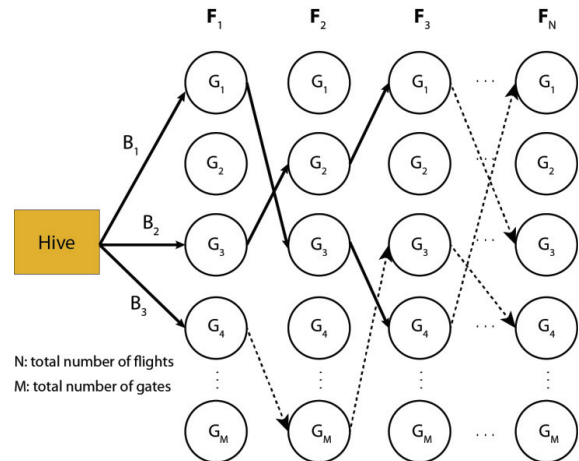 F1 F2 F3 FN
G1 G1 G1 ... G1
B1
G2 G2 G2 ... G2
Hive B2 G3 G3 G3 ... G3
B3
G4 G4 G4 ... G4
N: total number of flights
M: total number of gates
GM GM GM ... GM